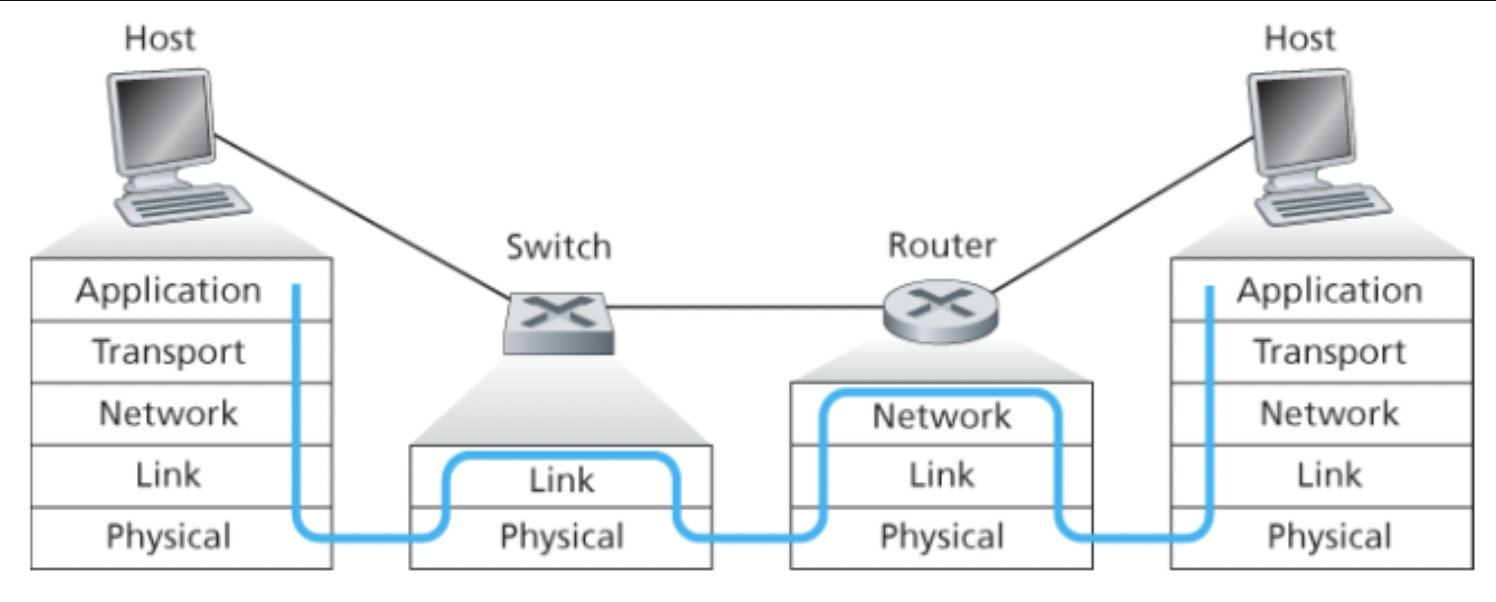 Host
Host
Switch
Router
Application
Transport
Network
Link
Physical
Link
Physical
Network
Link
Physical
Application
Transport
Network
Link
Physical